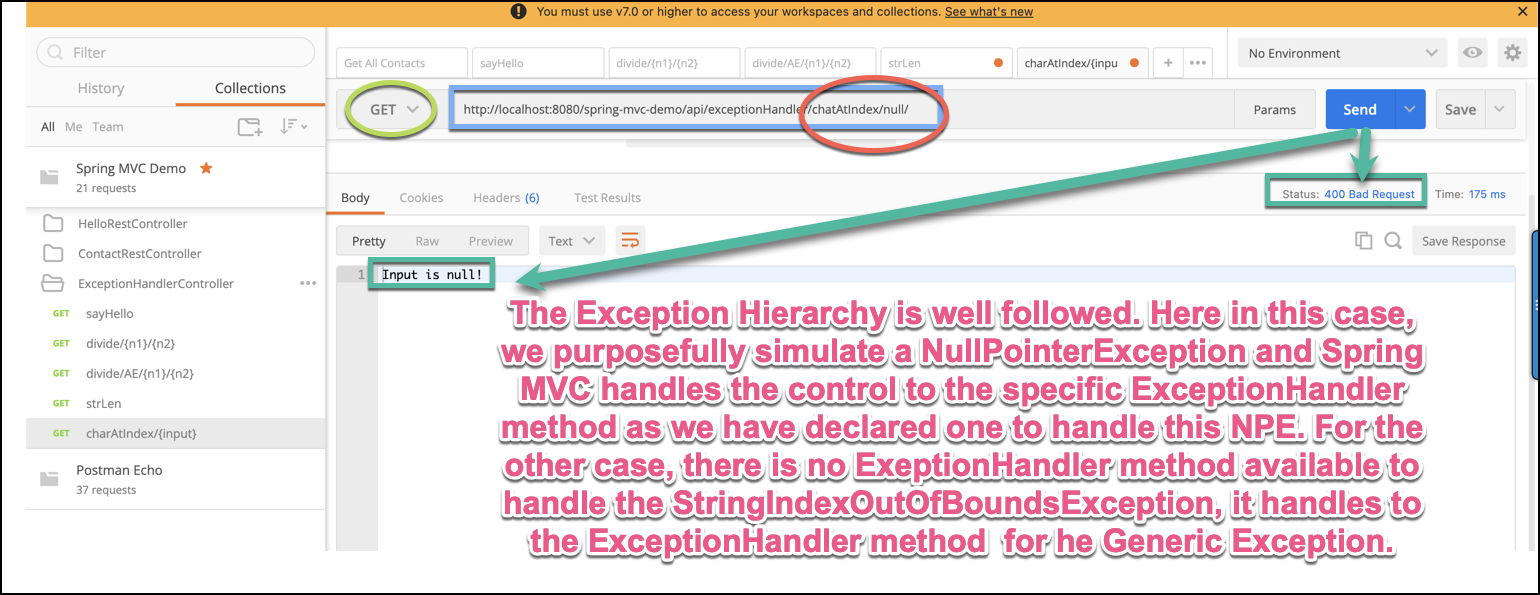 You must use v7.0 or higher to access your workspaces and collections. See what's new
Filter
History Collections
All Me Team
Spring MVC Demo
21 requests
HelloRestController
ContactRestController
ExceptionHandlerController
GET sayHello
GET divide/{n1}/{n2}
GET divide/AE/{n1}/{n2}
GET strLen
GET charAtIndex/{input}
Postman Echo
37 requests
Get All Contacts sayHello divide/{n1}/{n2} divide/AE/{n1}/{n2} strLen charAtIndex/{inpu
No Environment
GET http://localhost:8080/spring-mvc-demo/api/exceptionHandler/chatAtIndex/null/ Params Send Save
Body Cookies Headers (6) Test Results Status: 400 Bad Request Time: 175 ms
Pretty Raw Preview Text Save Response
1 Input is null!
The Exception Hierarchy is well followed. Here in this case,
we purposefully simulate a NullPointerException and Spring
MVC handles the control to the specific ExceptionHandler
method as we have declared one to handle this NPE. For the
other case, there is no ExeptionHandler method available to
handle the StringIndexOutOfBoundsException, it handles to
the ExceptionHandler method for he Generic Exception.